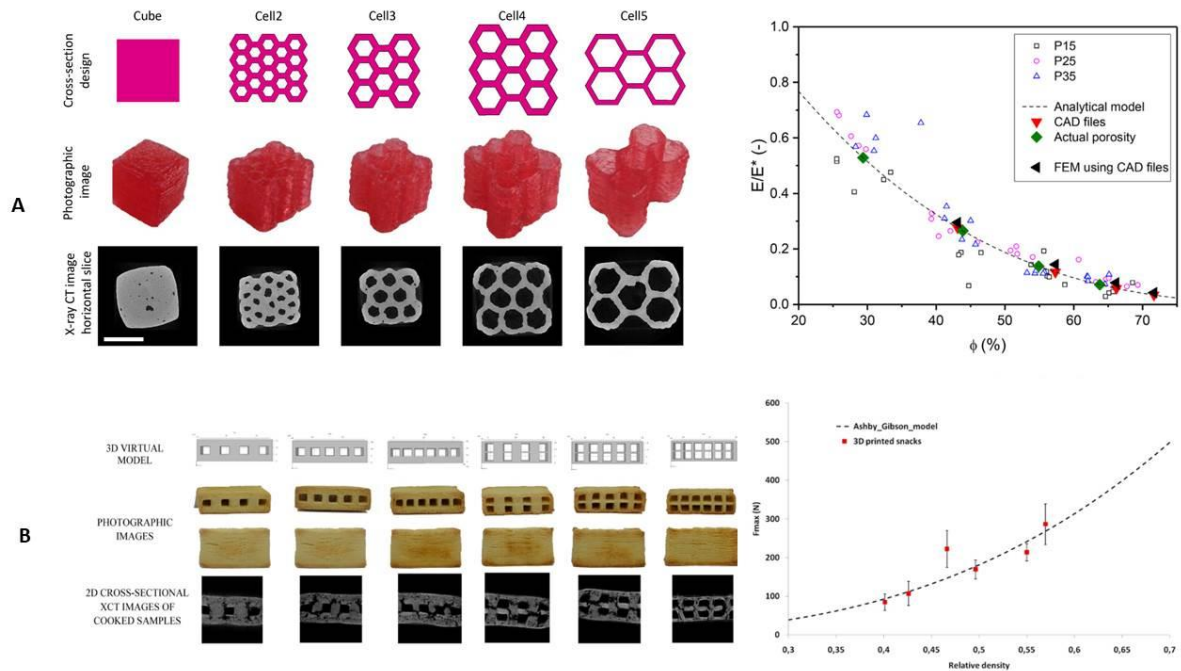 Cube
Cell2
Cell3
Cell4
Cell5
Cross-section
design
Photographic
image
X-ray CT image
horizontal slice
A
E/E* (-)
1.0
0.8
0.6
0.4
0.2
0.0
20
30
40
50
60
70
ϕ (%)
P15
P25
P35
Analytical model
CAD files
Actual porosity
FEM using CAD files
B
3D VIRTUAL
MODEL
PHOTOGRAPHIC
IMAGES
2D CROSS-SECTIONAL
XCT IMAGES OF
COOKED SAMPLES
Fmax (N)
600
500
400
300
200
100
0
0,3
0,35
0,4
0,45
0,5
0,55
0,6
0,65
0,7
Relative density
Ashby_Gibson_model
3D printed snacks